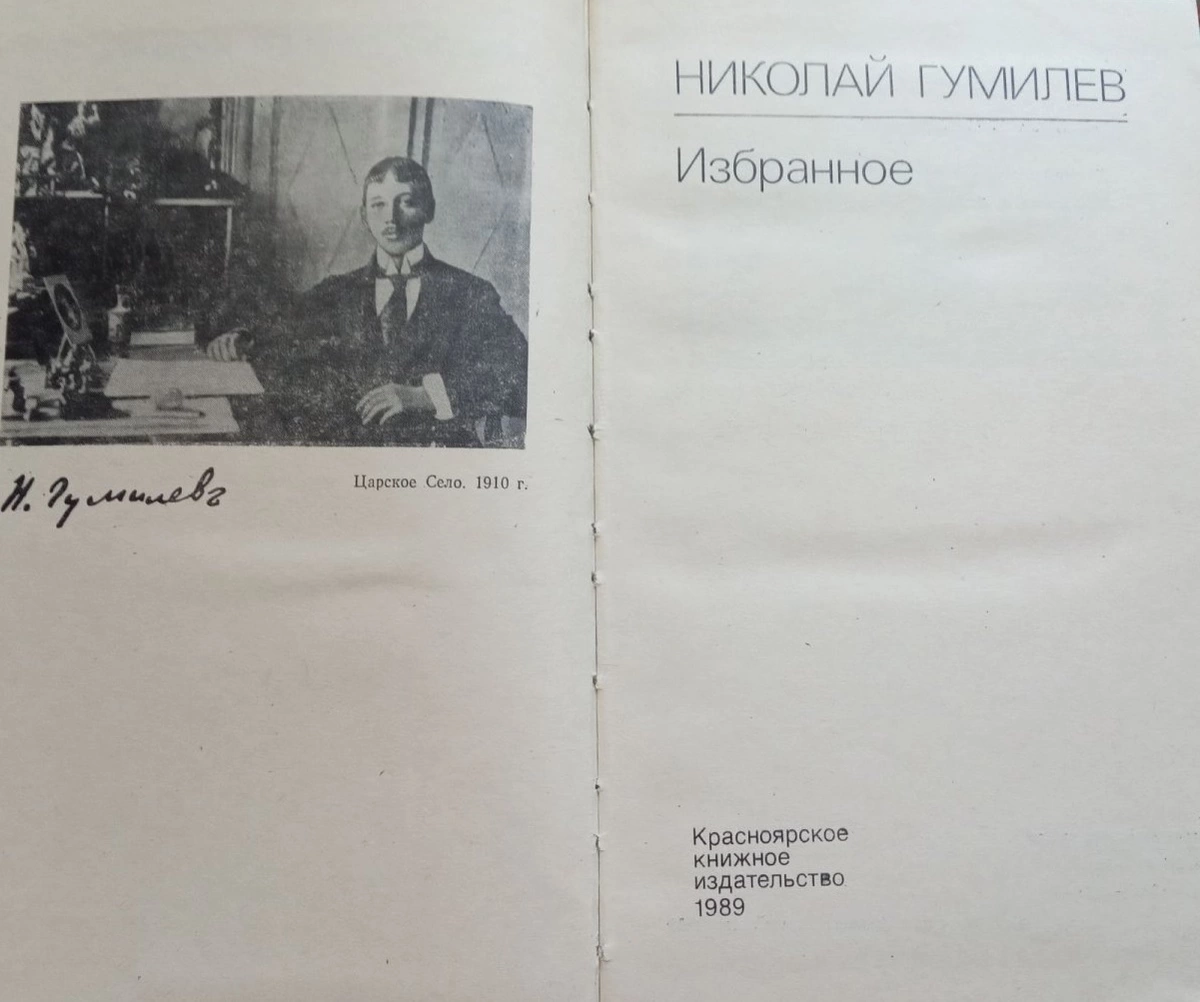 Н. Гумилевъ
Царское Село. 1910 г.
НИКОЛАЙ ГУМИЛЕВ
Избранное
Красноярское
книжное
издательство
1989